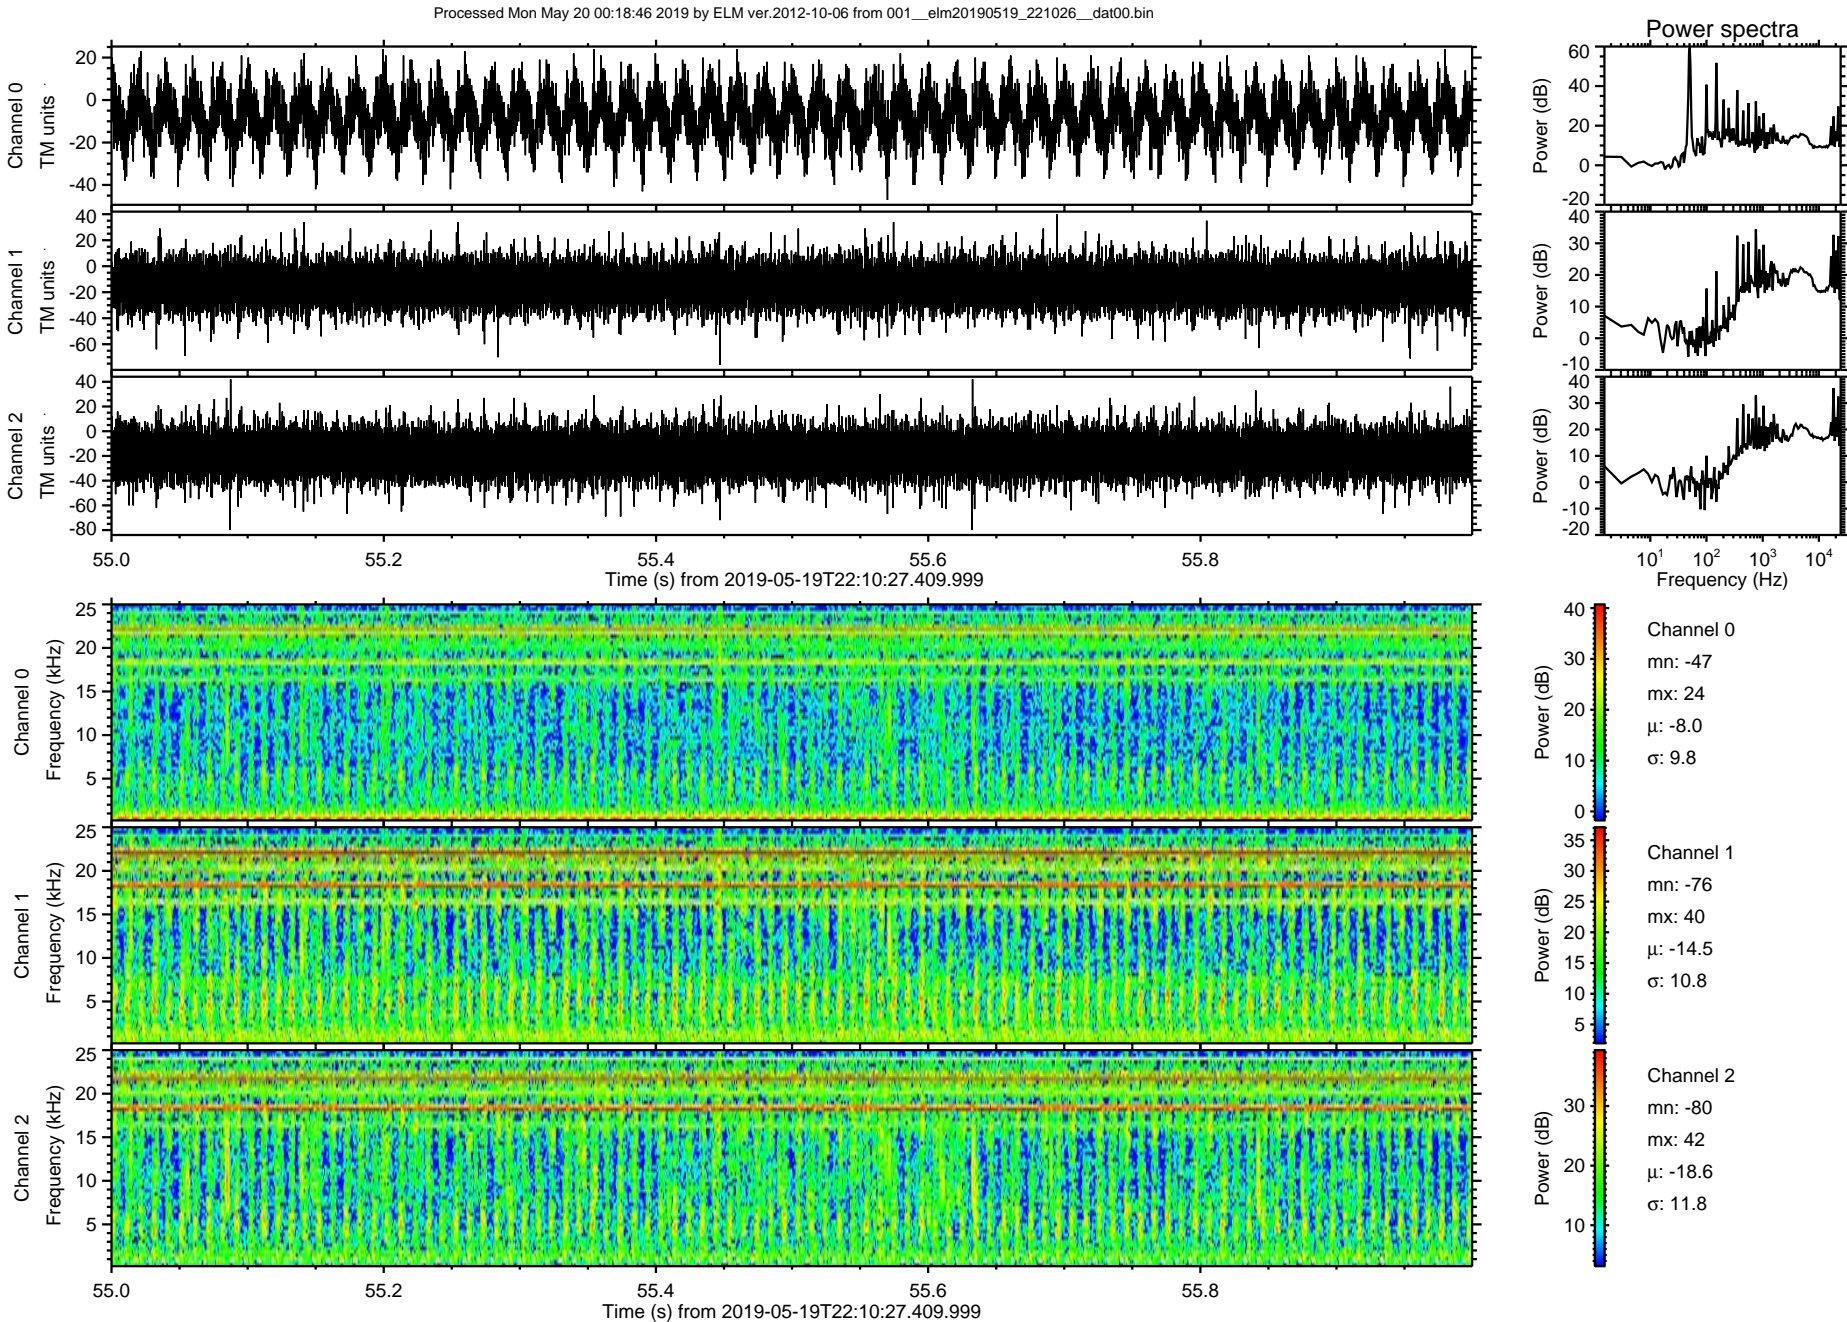 Processed Mon May 20 00:18:46 2019 by ELM ver.2012-10-06 from 001__elm20190519_221026__dat00.bin
Power spectra
Channel 0
TM units
20
0
-20
-40
Power (dB)
60
40
20
0
-20
Channel 1
TM units
40
20
0
-20
-40
-60
Power (dB)
40
30
20
10
0
-10
Channel 2
TM units
40
20
0
-20
-40
-60
-80
Power (dB)
40
30
20
10
0
-10
-20
55.0 55.2 55.4 55.6 55.8
Time (s) from 2019-05-19T22:10:27.409.999
10^1 10^2 10^3 10^4
Frequency (Hz)
Channel 0
Frequency (kHz)
25
20
15
10
5
Power (dB)
40
30
20
10
0
Channel 0
mn: -47
mx: 24
μ: -8.0
σ: 9.8
Channel 1
Frequency (kHz)
25
20
15
10
5
Power (dB)
35
30
25
20
15
10
5
Channel 1
mn: -76
mx: 40
μ: -14.5
σ: 10.8
Channel 2
Frequency (kHz)
25
20
15
10
5
Power (dB)
30
20
10
Channel 2
mn: -80
mx: 42
μ: -18.6
σ: 11.8
55.0 55.2 55.4 55.6 55.8
Time (s) from 2019-05-19T22:10:27.409.999